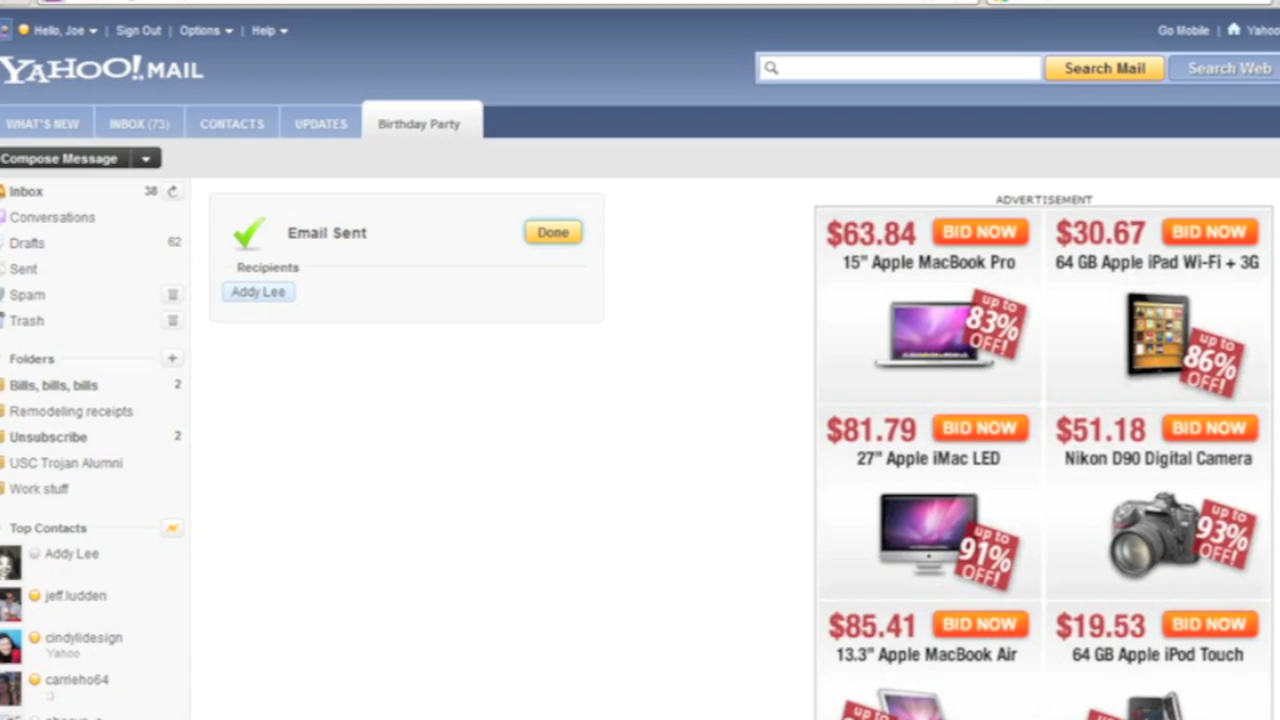 Hello, Joe | Sign Out | Options | Help
Go Mobile | Yahoo
YAHOO! MAIL
Search Mail
Search Web
WHAT'S NEW
INBOX (73)
CONTACTS
UPDATES
Birthday Party
Compose Message
Inbox 38
Conversations
Drafts 62
Sent
Spam
Trash
Folders
Bills, bills, bills 2
Remodeling receipts
Unsubscribe 2
USC Trojan Alumni
Work stuff
Top Contacts
Addy Lee
jeff.ludden
cindylidesign
Yahoo
carrieho64
:)
Email Sent
Done
Recipients
Addy Lee
ADVERTISEMENT
$63.84 BID NOW
15" Apple MacBook Pro
up to
83%
OFF!
$30.67 BID NOW
64 GB Apple iPad Wi-Fi + 3G
up to
86%
OFF!
$81.79 BID NOW
27" Apple iMac LED
up to
91%
OFF!
$51.18 BID NOW
Nikon D90 Digital Camera
up to
93%
OFF!
$85.41 BID NOW
13.3" Apple MacBook Air
$19.53 BID NOW
64 GB Apple iPod Touch